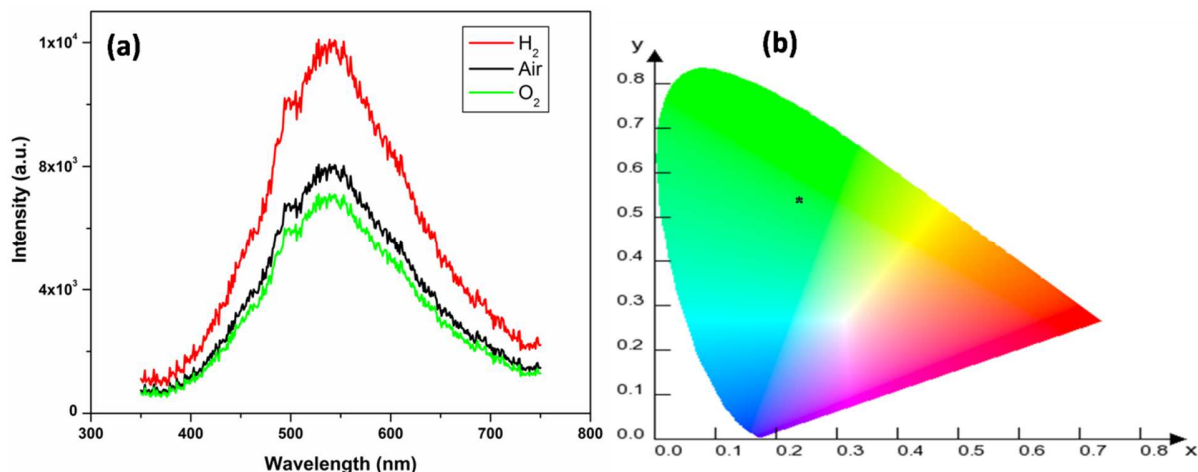 (a)
H₂
Air
O₂
1x10⁴
8x10³
4x10³
0
300 400 500 600 700 800
Intensity (a.u.)
Wavelength (nm)
(b)
y
0.8
0.7
0.6
0.5
0.4
0.3
0.2
0.1
0.0
0.0 0.1 0.2 0.3 0.4 0.5 0.6 0.7 0.8 x
*